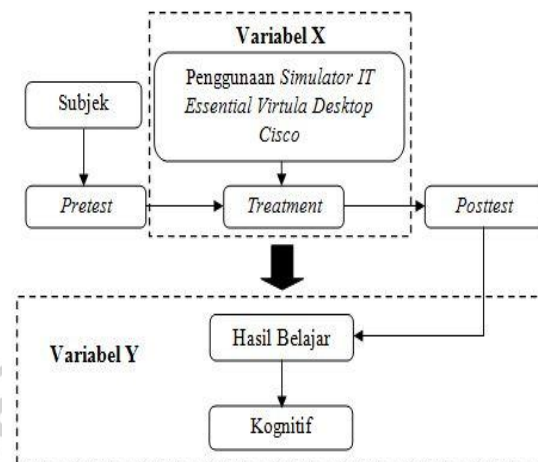 Variabel X
Penggunaan Simulator IT
Essential Virtula Desktop
Cisco
Subjek
Pretest
Treatment
Posttest
Variabel Y
Hasil Belajar
Kognitif